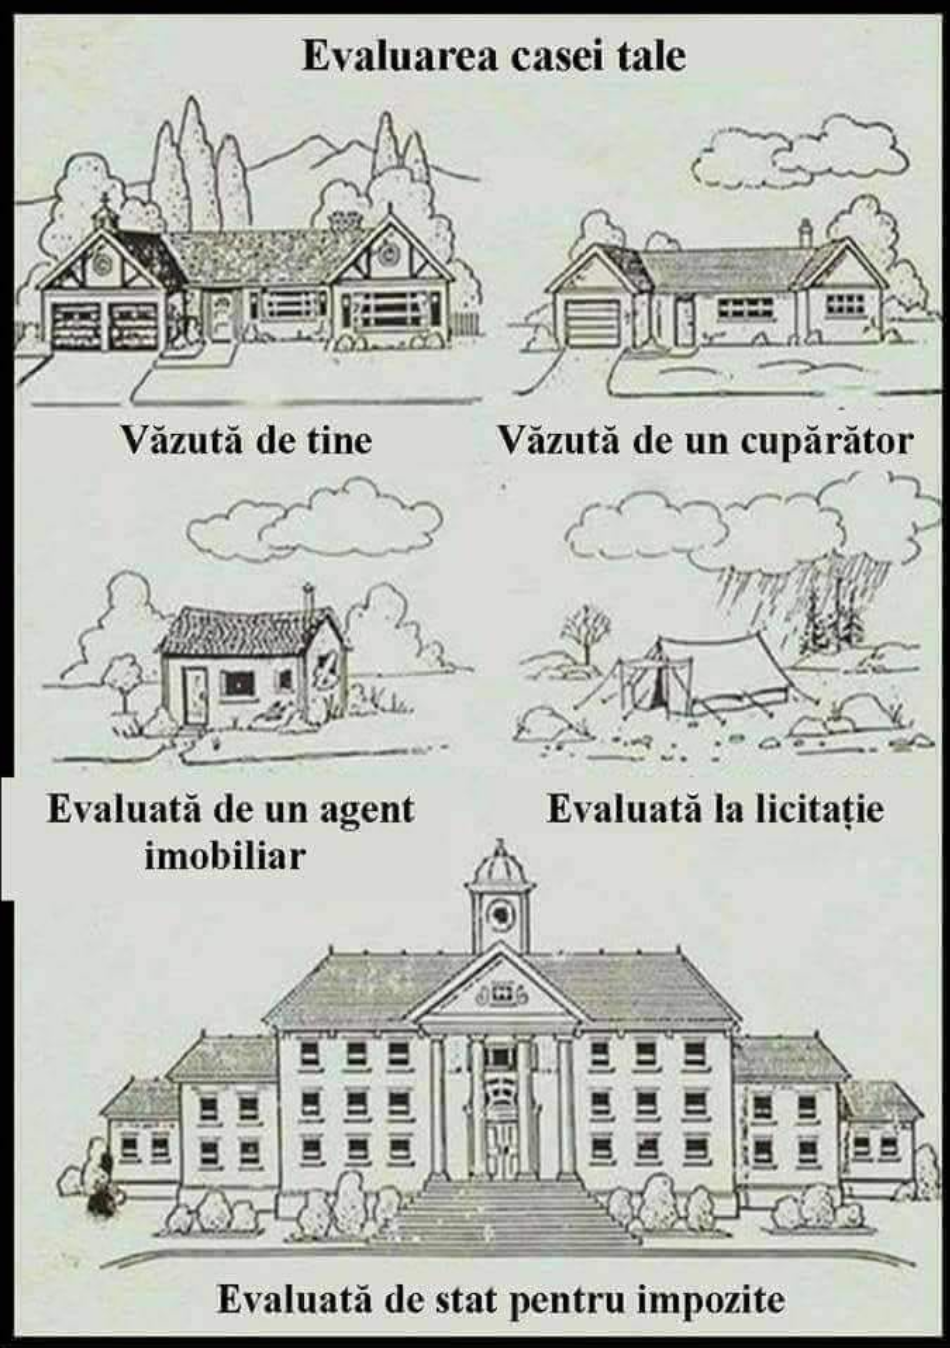 Evaluarea casei tale
Văzută de tine
Văzută de un cupărător
Evaluată de un agent
imobiliar
Evaluată la licitație
Evaluată de stat pentru impozite